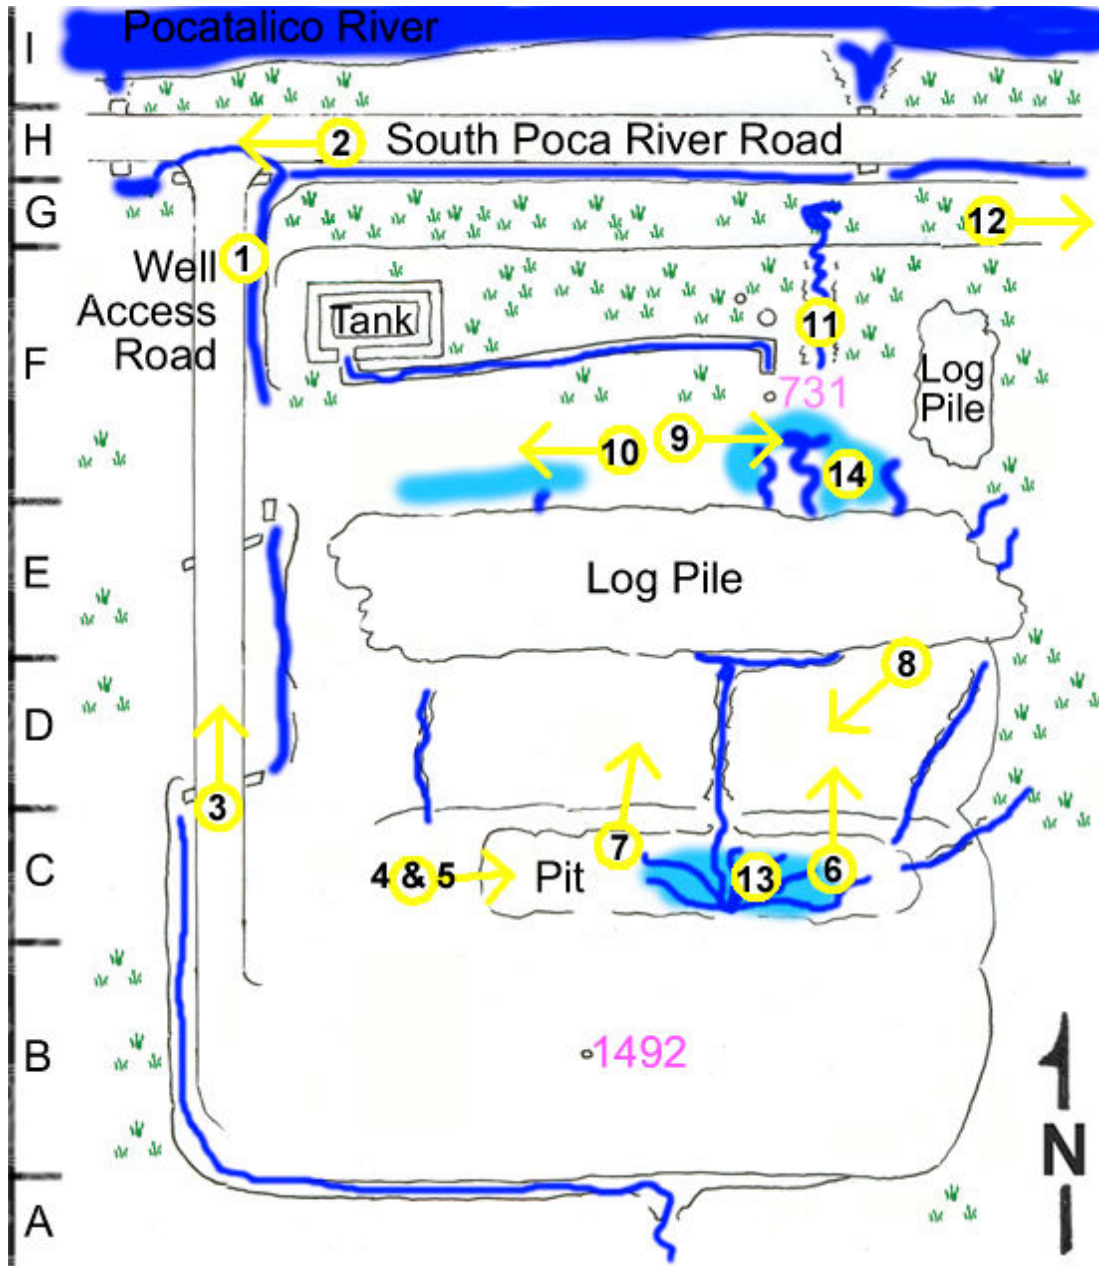 I
Pocatalico River
H
2
South Poca River Road
G
12
1
Well
Access
Road
Tank
11
F
Log
Pile
731
10
9
14
E
Log Pile
8
D
3
7
C
4 & 5
Pit
13
6
B
1492
N
A